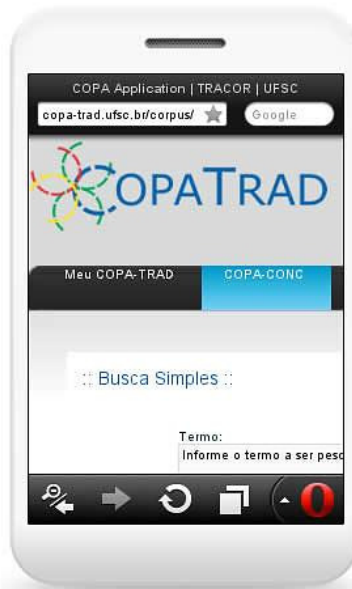 COPA Application | TRACOR | UFSC
copa-trad.ufsc.br/corpus/ Google
COPATRAD
Meu COPA-TRAD COPA-CONC
:: Busca Simples ::
Termo:
Informe o termo a ser pesc